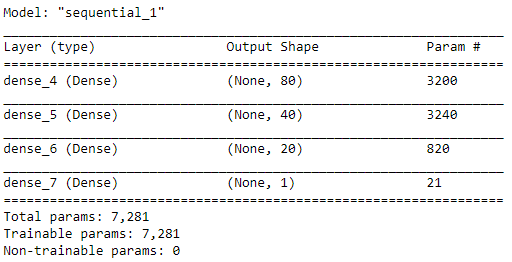 Model: "sequential_1"
Layer (type) Output Shape Param #
dense_4 (Dense) (None, 80) 3200
dense_5 (Dense) (None, 40) 3240
dense_6 (Dense) (None, 20) 820
dense_7 (Dense) (None, 1) 21
Total params: 7,281
Trainable params: 7,281
Non-trainable params: 0